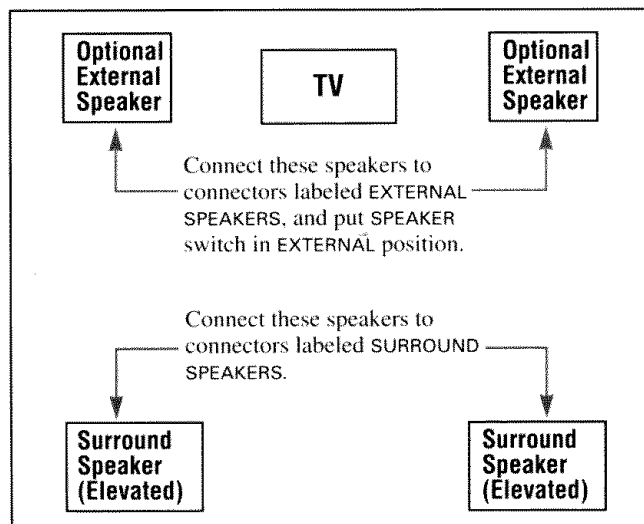 Optional
External
Speaker
TV
Optional
External
Speaker
Connect these speakers to
connectors labeled EXTERNAL
SPEAKERS, and put SPEAKER
switch in EXTERNAL position.
Connect these speakers to
connectors labeled SURROUND
SPEAKERS.
Surround
Speaker
(Elevated)
Surround
Speaker
(Elevated)